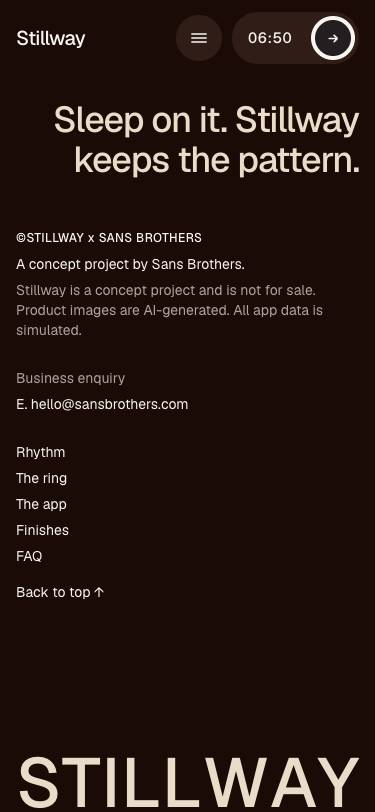 Stillway
06:50
Sleep on it. Stillway
keeps the pattern.
©STILLWAY x SANS BROTHERS
A concept project by Sans Brothers.
Stillway is a concept project and is not for sale.
Product images are AI-generated. All app data is
simulated.
Business enquiry
E. hello@sansbrothers.com
Rhythm
The ring
The app
Finishes
FAQ
Back to top ↑
STILLWAY